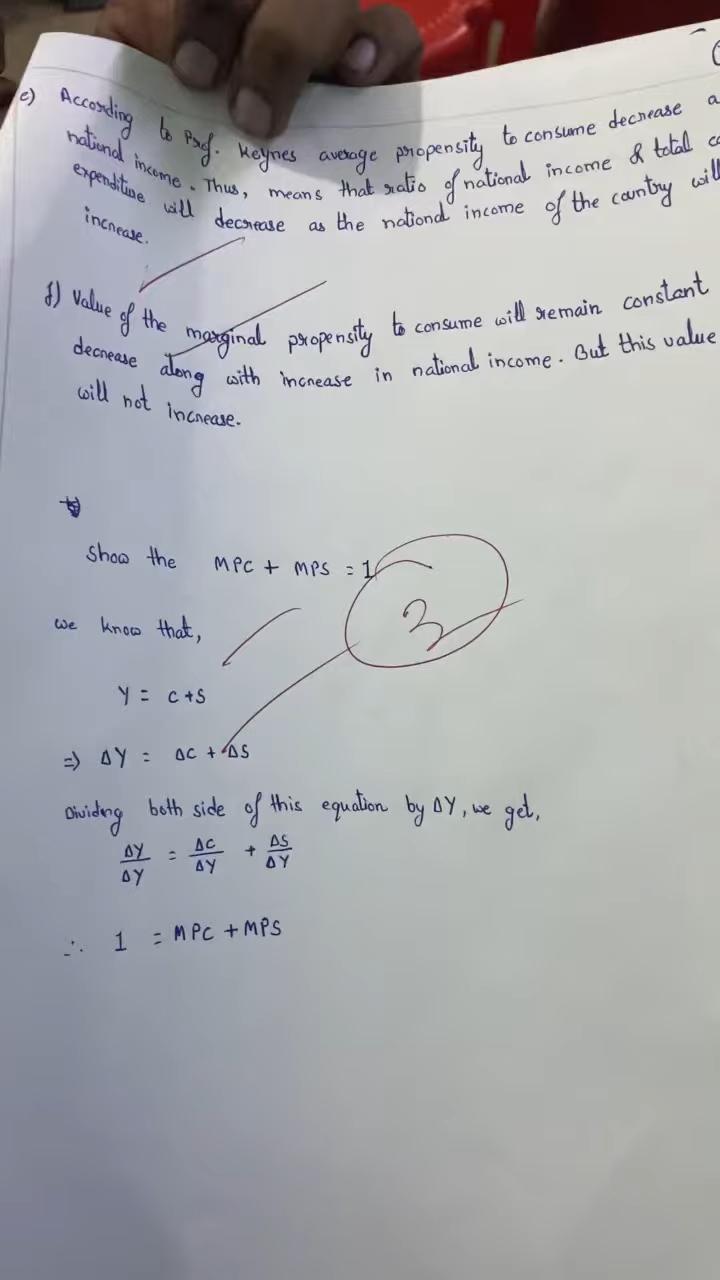 e) According to Prof. Keynes average propensity to consume decrease a
national income. Thus, means that ratio of national income & total co
expenditure will decrease as the national income of the country will
increase.
f) Value of the marginal propensity to consume will remain constant
decrease along with increase in national income. But this value
will not increase.
Show the MPC + MPS = 1
3
we know that,
Y = C + S
⇒ ΔY = ΔC + ΔS
Dividing both side of this equation by ΔY, we get,
ΔY/ΔY = ΔC/ΔY + ΔS/ΔY
∴ 1 = MPC + MPS